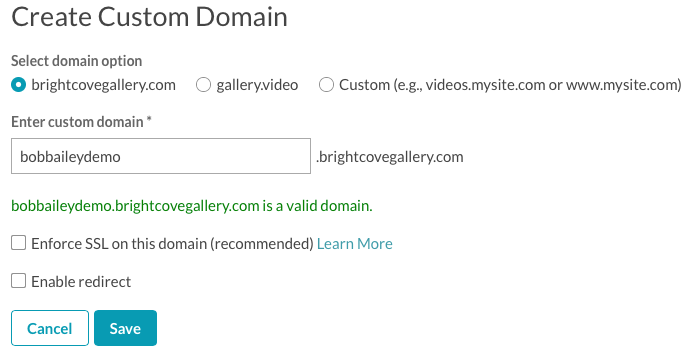 Create Custom Domain
Select domain option
brightcovegallery.com gallery.video Custom (e.g., videos.mysite.com or www.mysite.com)
Enter custom domain *
bobbaileydemo .brightcovegallery.com
bobbaileydemo.brightcovegallery.com is a valid domain.
Enforce SSL on this domain (recommended) Learn More
Enable redirect
Cancel Save